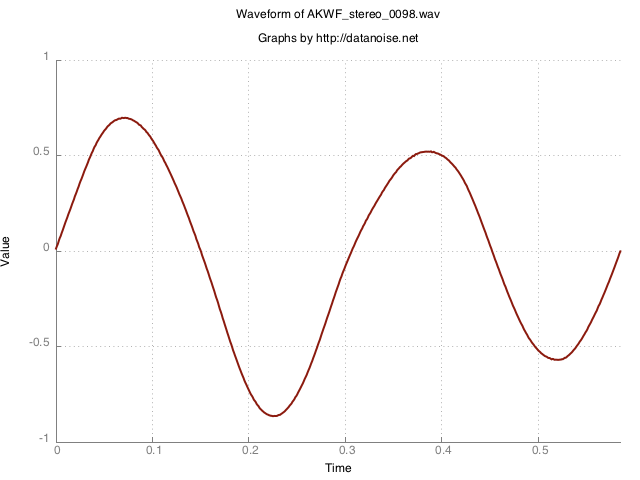 Waveform of AKWF_stereo_0098.wav
Graphs by http://datanoise.net
1
0.5
0
-0.5
-1
Value
0 0.1 0.2 0.3 0.4 0.5
Time